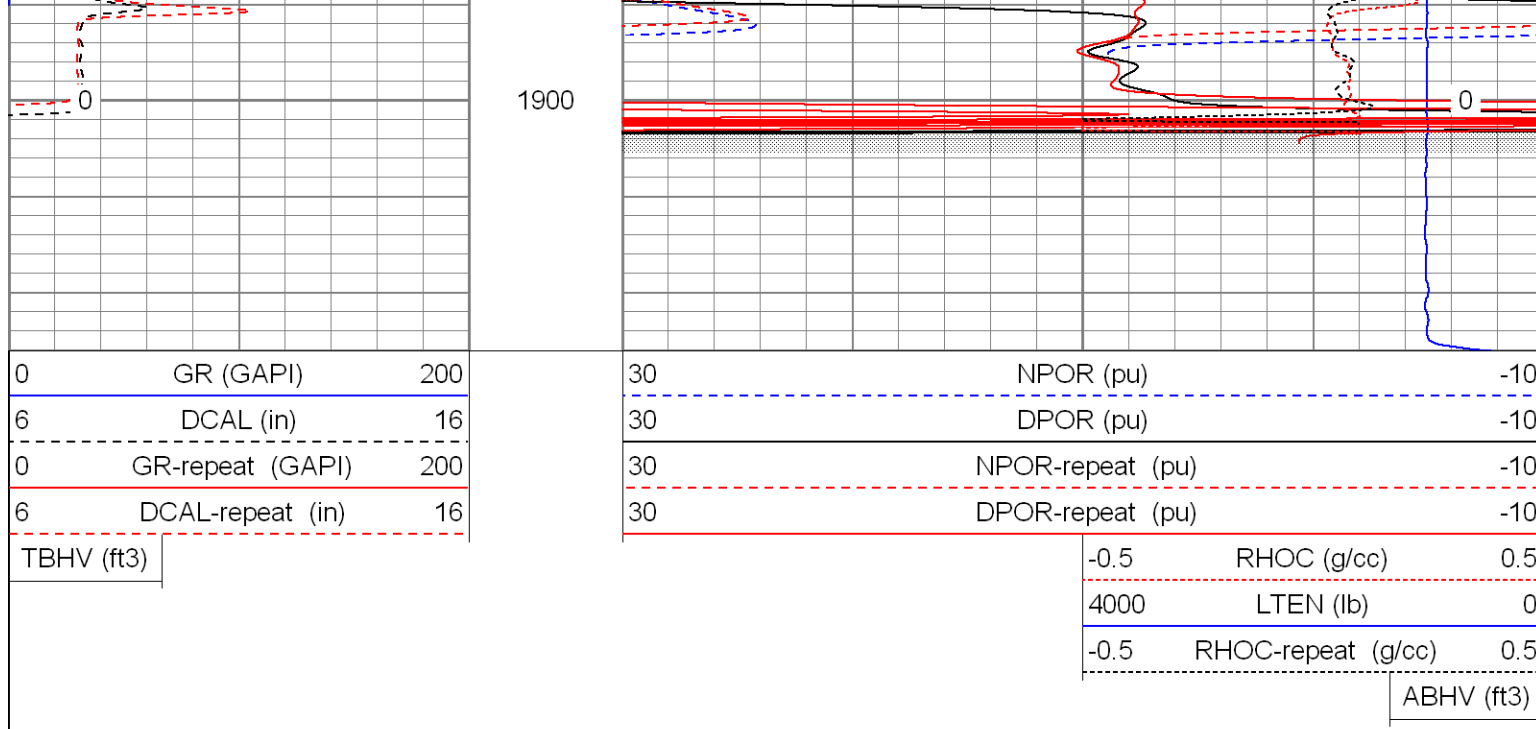 0 1900 0
0 GR (GAPI) 200 30 NPOR (pu) -10
6 DCAL (in) 16 30 DPOR (pu) -10
0 GR-repeat (GAPI) 200 30 NPOR-repeat (pu) -10
6 DCAL-repeat (in) 16 30 DPOR-repeat (pu) -10
TBHV (ft3) -0.5 RHOC (g/cc) 0.5
4000 LTEN (lb) 0
-0.5 RHOC-repeat (g/cc) 0.5
ABHV (ft3)